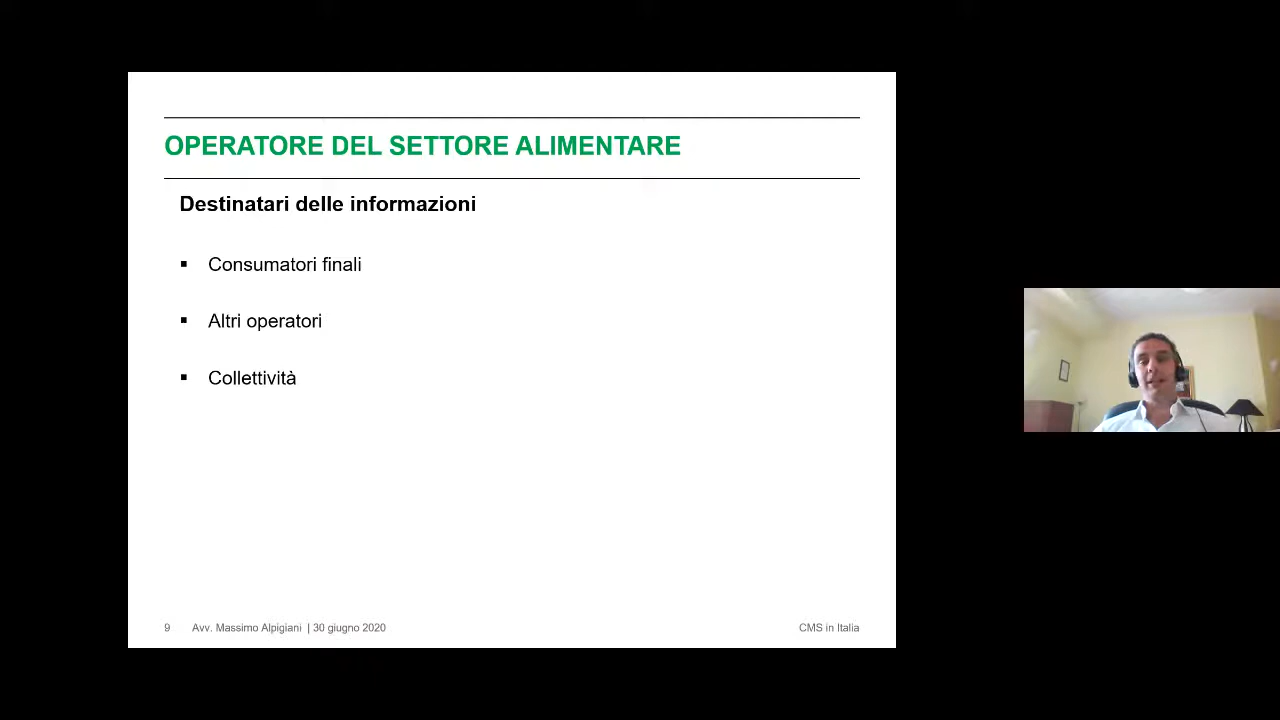 OPERATORE DEL SETTORE ALIMENTARE
Destinatari delle informazioni
▪ Consumatori finali
▪ Altri operatori
▪ Collettività
9 Avv. Massimo Alpigiani | 30 giugno 2020 CMS in Italia